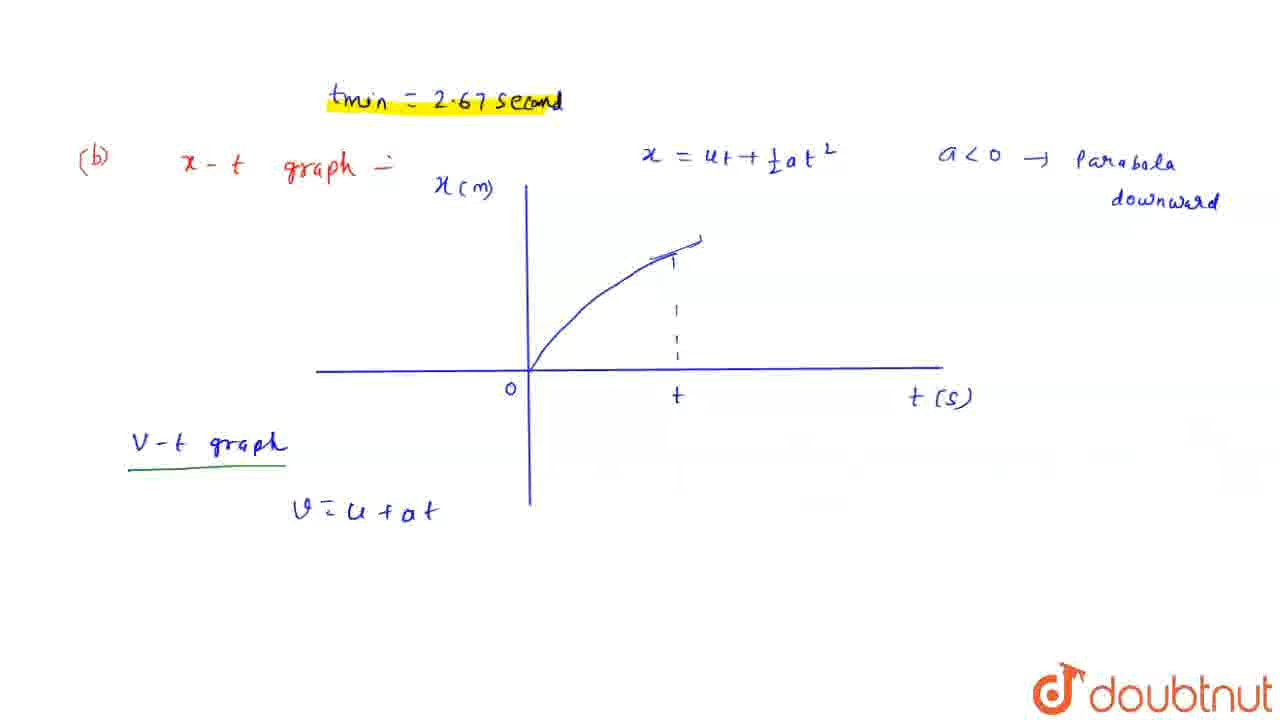 tmin = 2.67 second
(b) x - t graph :-
x = ut + ½at² a < 0 → Parabola
downward
x (m)
0 t t (s)
V - t graph
v = u + at
doubtnut